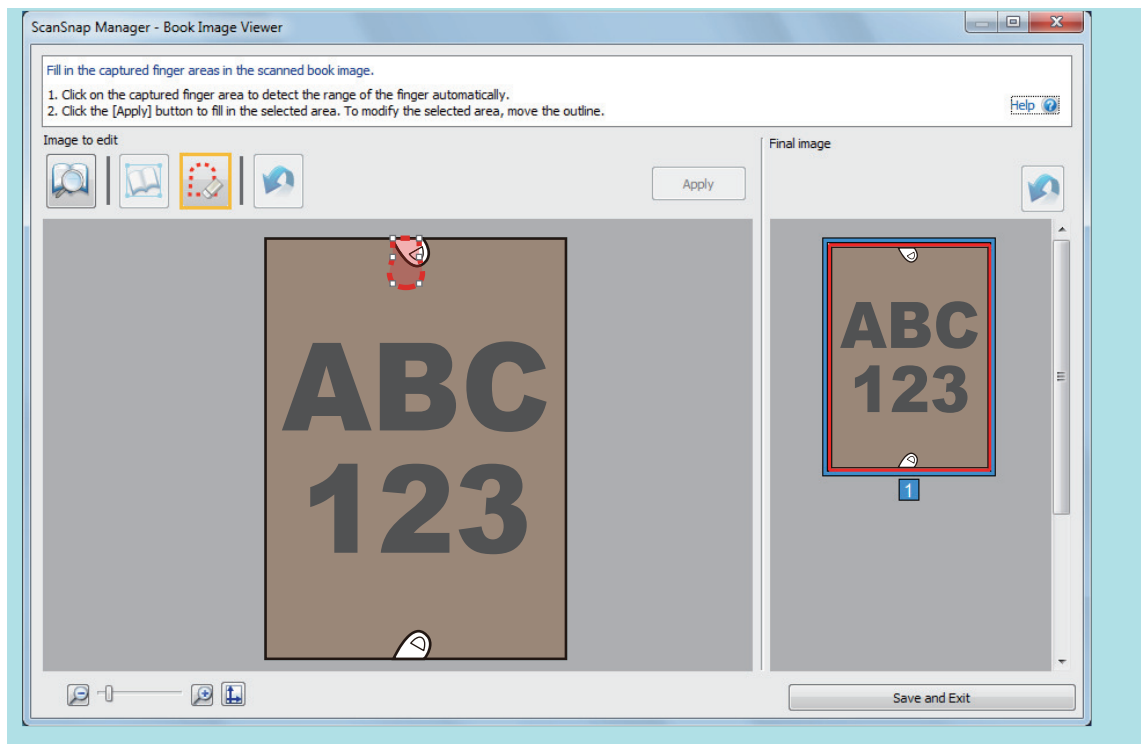 ScanSnap Manager - Book Image Viewer
Fill in the captured finger areas in the scanned book image.
1. Click on the captured finger area to detect the range of the finger automatically.
2. Click the [Apply] button to fill in the selected area. To modify the selected area, move the outline.
Help ?
Image to edit
Final image
Apply
ABC
123
ABC
123
1
Save and Exit